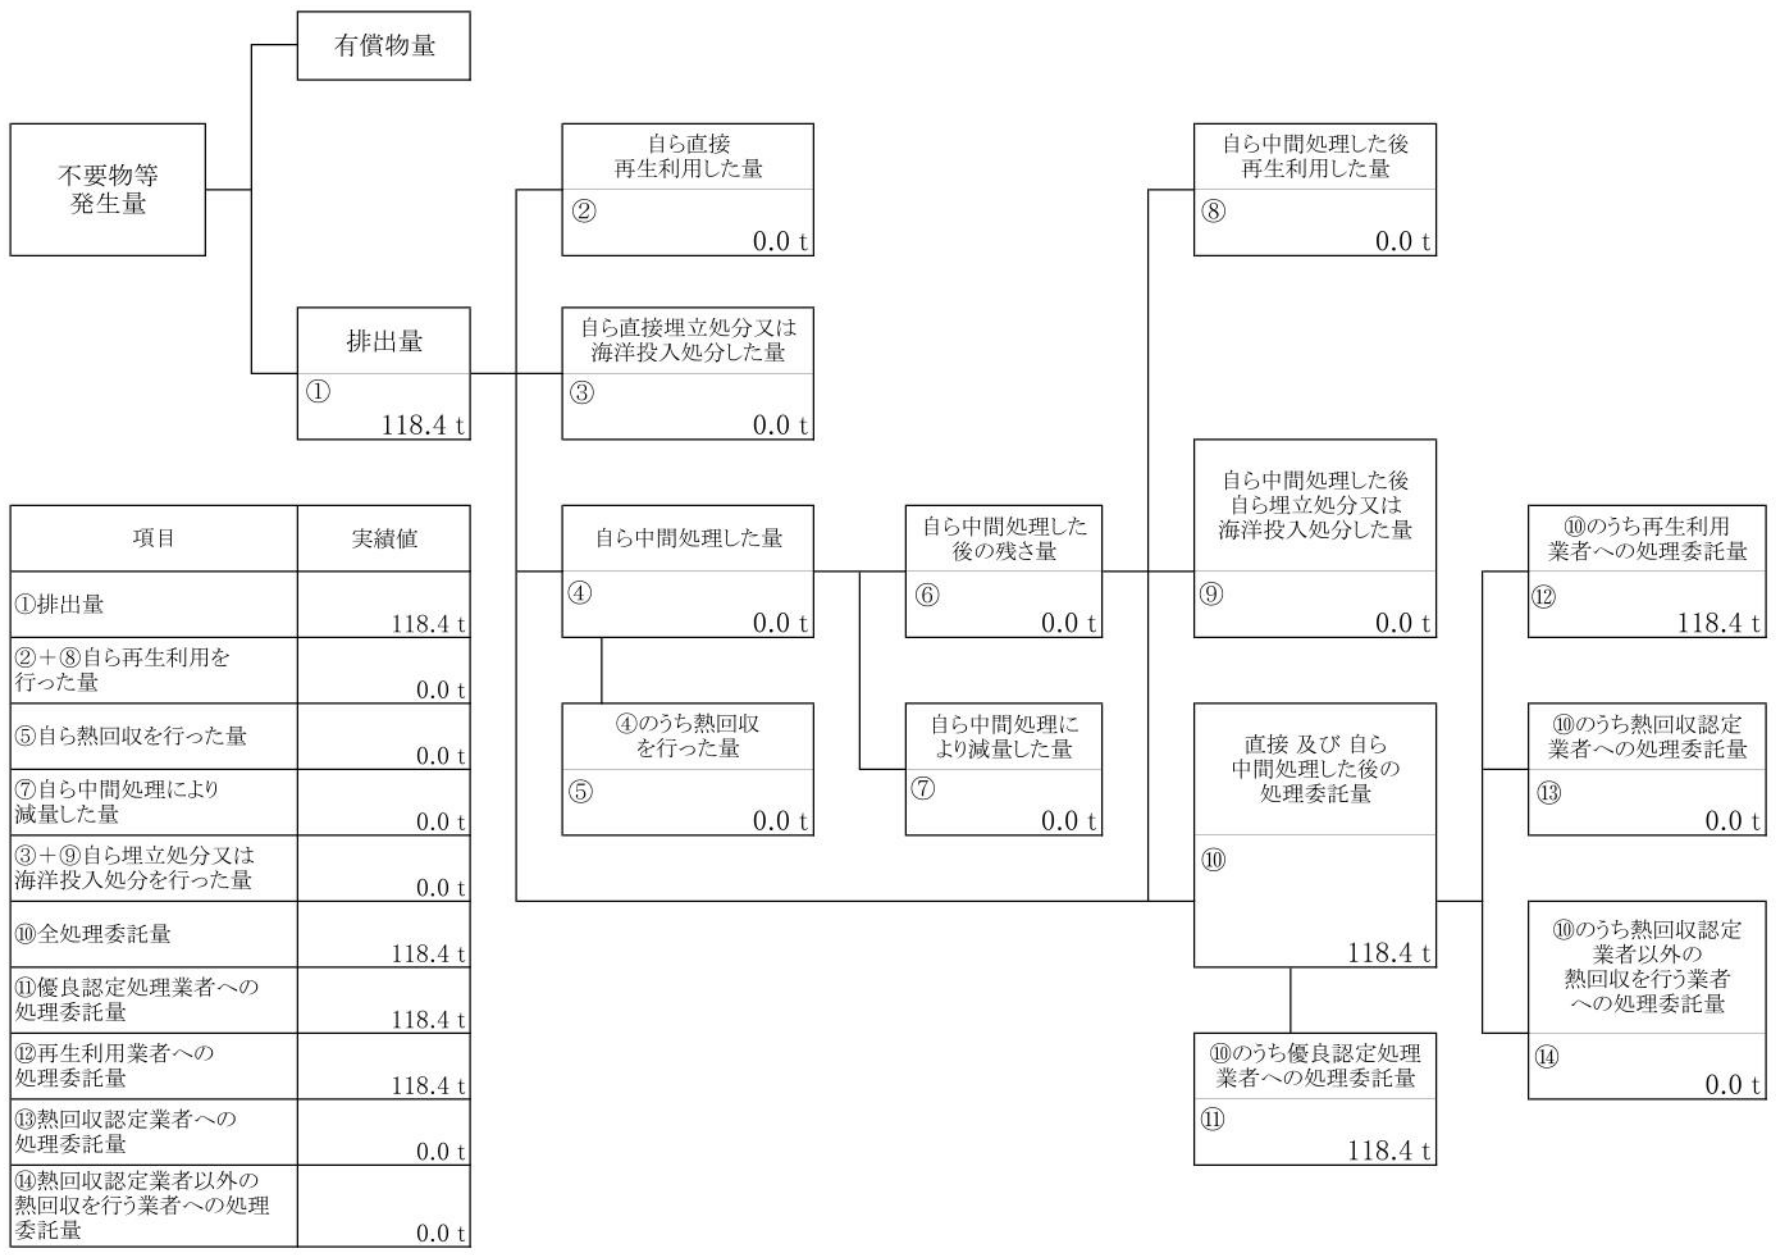 有償物量
不要物等
発生量
排出量
①
118.4 t
自ら直接
再生利用した量
②
0.0 t
自ら直接埋立処分又は
海洋投入処分した量
③
0.0 t
自ら中間処理した量
④
0.0 t
④のうち熱回収
を行った量
⑤
0.0 t
自ら中間処理した
後の残さ量
⑥
0.0 t
自ら中間処理に
より減量した量
⑦
0.0 t
自ら中間処理した後
再生利用した量
⑧
0.0 t
自ら中間処理した後
自ら埋立処分又は
海洋投入処分した量
⑨
0.0 t
直接 及び 自ら
中間処理した後の
処理委託量
⑩
118.4 t
⑩のうち優良認定処理
業者への処理委託量
⑪
118.4 t
⑩のうち再生利用
業者への処理委託量
⑫
118.4 t
⑩のうち熱回収認定
業者への処理委託量
⑬
0.0 t
⑩のうち熱回収認定
業者以外の
熱回収を行う業者
への処理委託量
⑭
0.0 t
項目 実績値
①排出量
118.4 t
②＋⑧自ら再生利用を
行った量
0.0 t
⑤自ら熱回収を行った量
0.0 t
⑦自ら中間処理により
減量した量
0.0 t
③＋⑨自ら埋立処分又は
海洋投入処分を行った量
0.0 t
⑩全処理委託量
118.4 t
⑪優良認定処理業者への
処理委託量
118.4 t
⑫再生利用業者への
処理委託量
118.4 t
⑬熱回収認定業者への
処理委託量
0.0 t
⑭熱回収認定業者以外の
熱回収を行う業者への処理
委託量
0.0 t